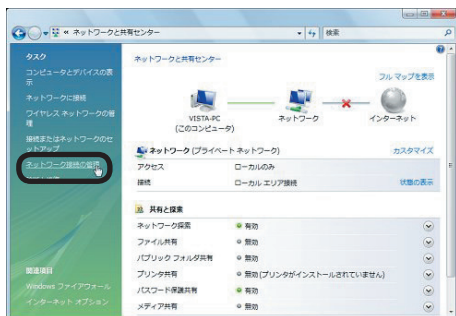 « ネットワークと共有センター
検索
タスク
コンピュータとデバイスの表示
ネットワークに接続
ワイヤレス ネットワークの管理
接続またはネットワークのセットアップ
ネットワーク接続の管理
関連項目
Windows ファイアウォール
インターネット オプション
ネットワークと共有センター
フル マップを表示
VISTA-PC
(このコンピュータ)
ネットワーク
インターネット
ネットワーク (プライベート ネットワーク)
カスタマイズ
アクセス
ローカルのみ
接続
ローカル エリア接続
状態の表示
共有と探索
ネットワーク探索
有効
ファイル共有
無効
パブリック フォルダ共有
無効
プリンタ共有
無効(プリンタがインストールされていません)
パスワード保護共有
有効
メディア共有
無効